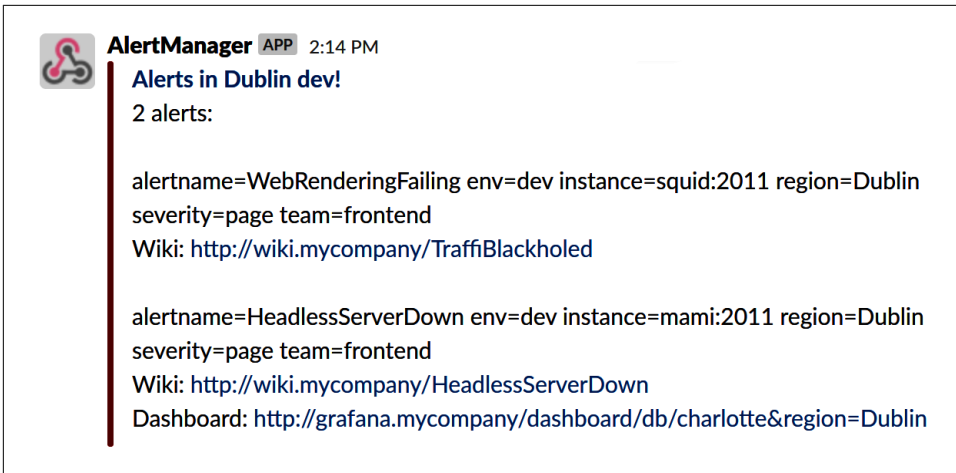 AlertManager APP 2:14 PM
Alerts in Dublin dev!
2 alerts:
alertname=WebRenderingFailing env=dev instance=squid:2011 region=Dublin
severity=page team=frontend
Wiki: http://wiki.mycompany/TraffiBlackholed
alertname=HeadlessServerDown env=dev instance=mami:2011 region=Dublin
severity=page team=frontend
Wiki: http://wiki.mycompany/HeadlessServerDown
Dashboard: http://grafana.mycompany/dashboard/db/charlotte&region=Dublin